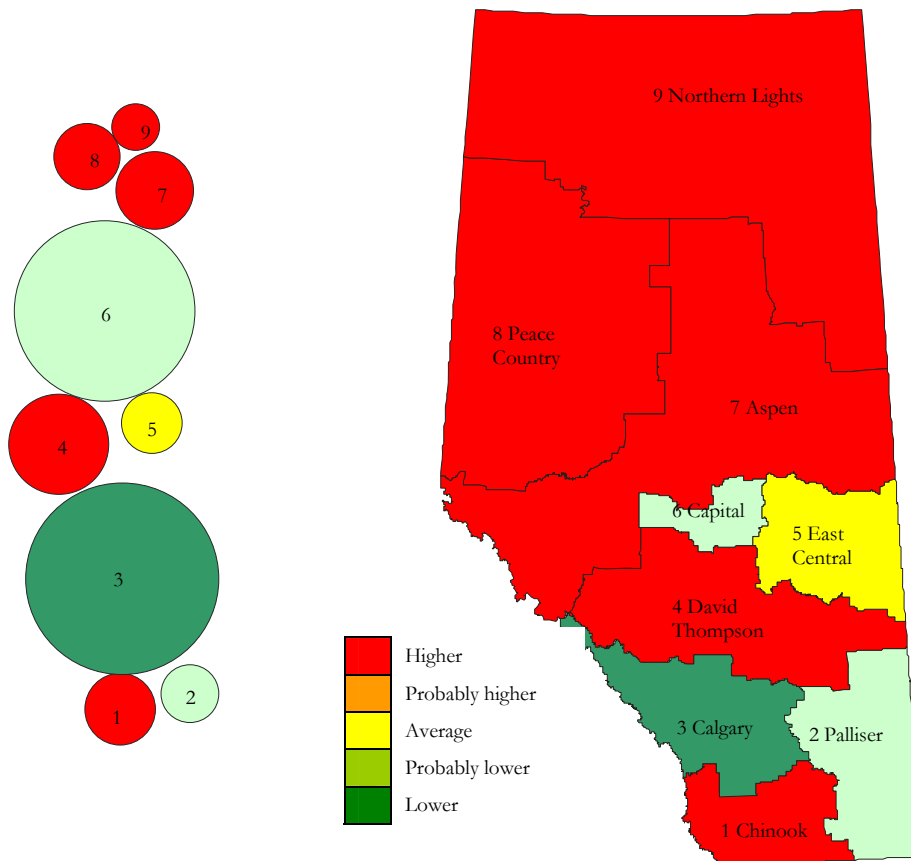 9
8
7
6
5
4
3
2
1
9 Northern Lights
8 Peace
Country
7 Aspen
6 Capital
5 East
Central
4 David
Thompson
3 Calgary
2 Palliser
1 Chinook
Higher
Probably higher
Average
Probably lower
Lower